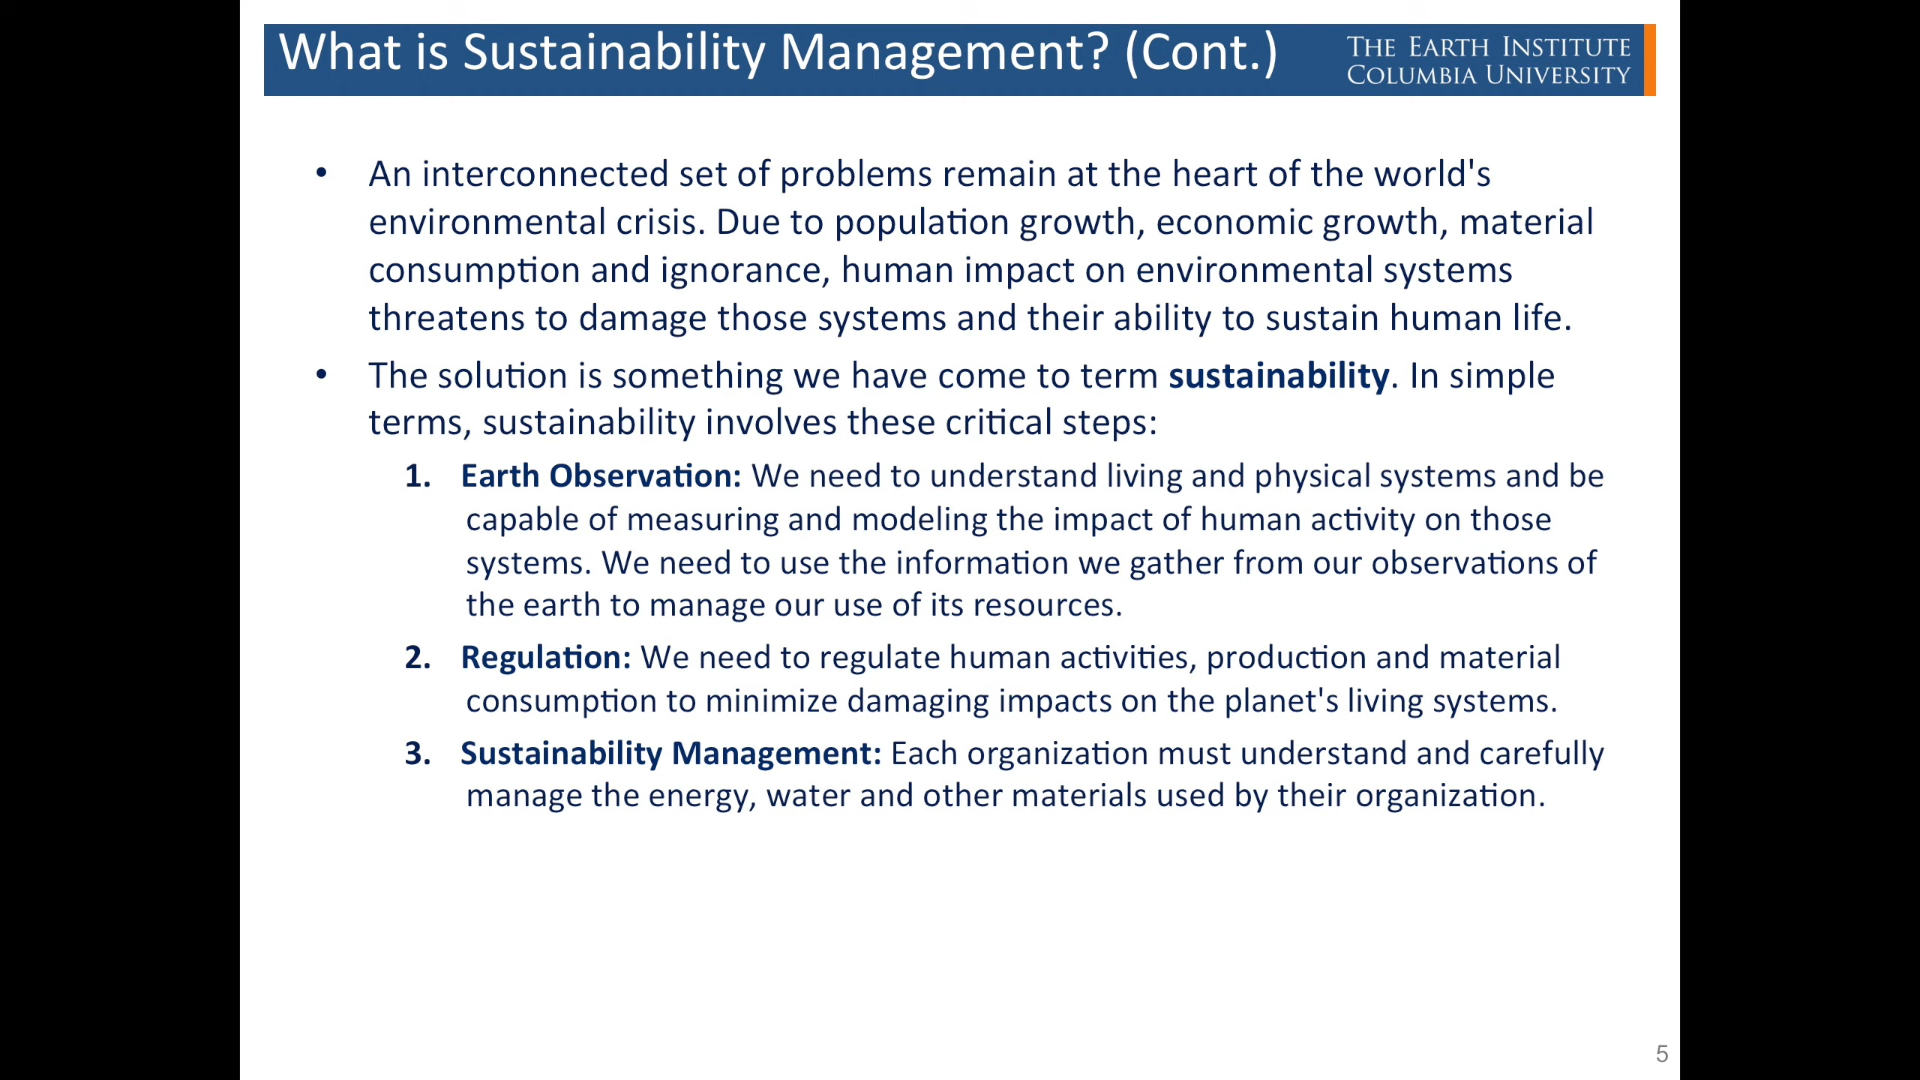 What is Sustainability Management? (Cont.)
THE EARTH INSTITUTE
COLUMBIA UNIVERSITY
• An interconnected set of problems remain at the heart of the world's
environmental crisis. Due to population growth, economic growth, material
consumption and ignorance, human impact on environmental systems
threatens to damage those systems and their ability to sustain human life.
• The solution is something we have come to term sustainability. In simple
terms, sustainability involves these critical steps:
1. Earth Observation: We need to understand living and physical systems and be
capable of measuring and modeling the impact of human activity on those
systems. We need to use the information we gather from our observations of
the earth to manage our use of its resources.
2. Regulation: We need to regulate human activities, production and material
consumption to minimize damaging impacts on the planet's living systems.
3. Sustainability Management: Each organization must understand and carefully
manage the energy, water and other materials used by their organization.
5